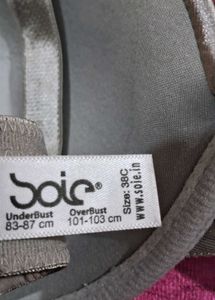 Soie®
UnderBust OverBust
83-87 cm 101-103 cm
Size: 38C
www.soie.in